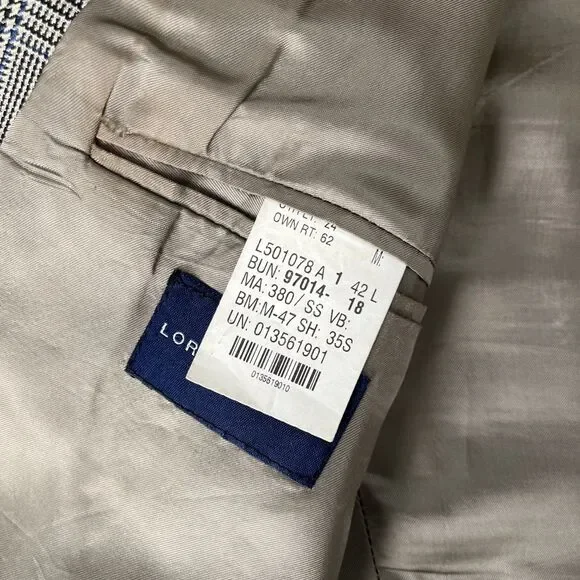 OWN RT: 62
M:
L501078 A 1 42 L
BUN: 97014- 18
MA: 380/ SS VB:
BM: M-47 SH: 35S
UN: 013561901
0135619010
LOR